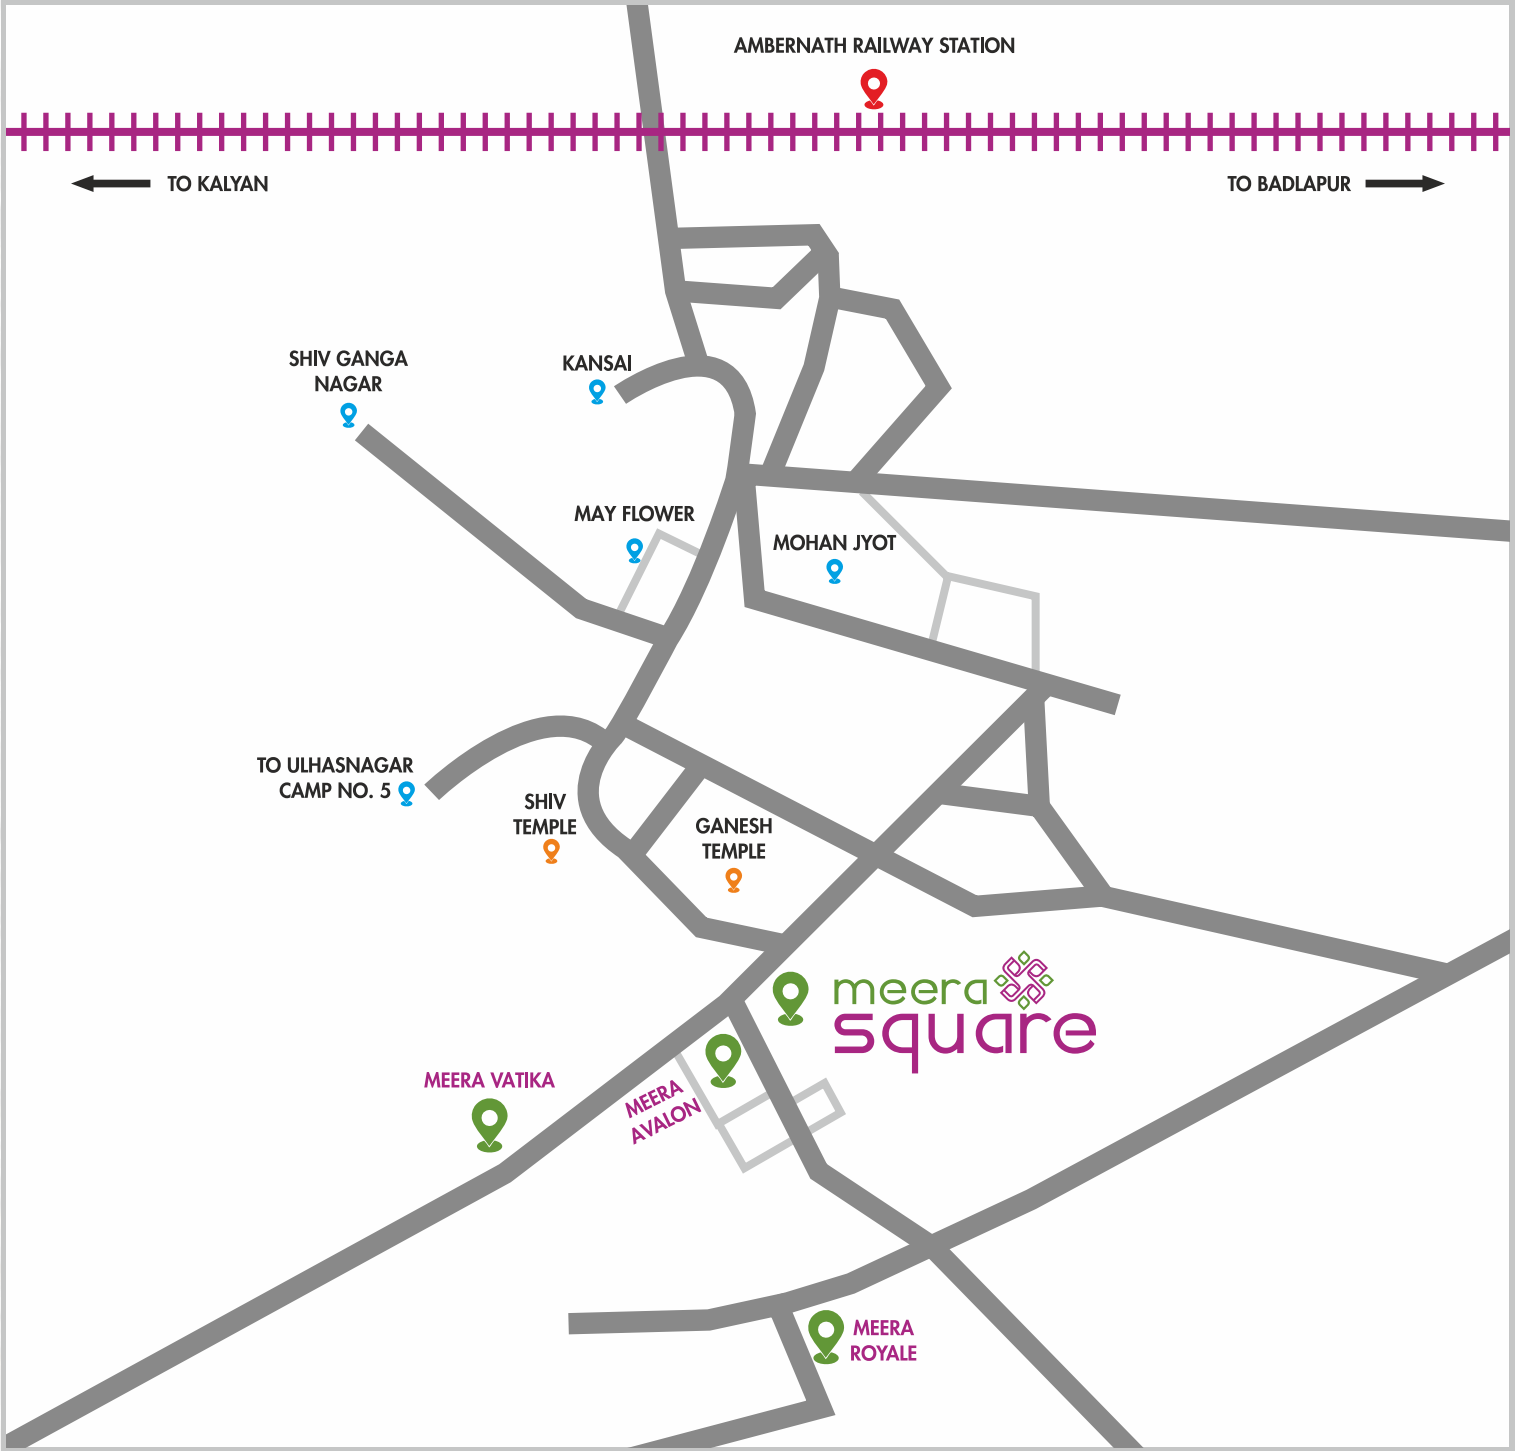 AMBERNATH RAILWAY STATION
TO KALYAN
TO BADLAPUR
SHIV GANGA
NAGAR
KANSAI
MAY FLOWER
MOHAN JYOT
TO ULHASNAGAR
CAMP NO. 5
SHIV
TEMPLE
GANESH
TEMPLE
meera
square
MEERA VATIKA
MEERA
AVALON
MEERA
ROYALE